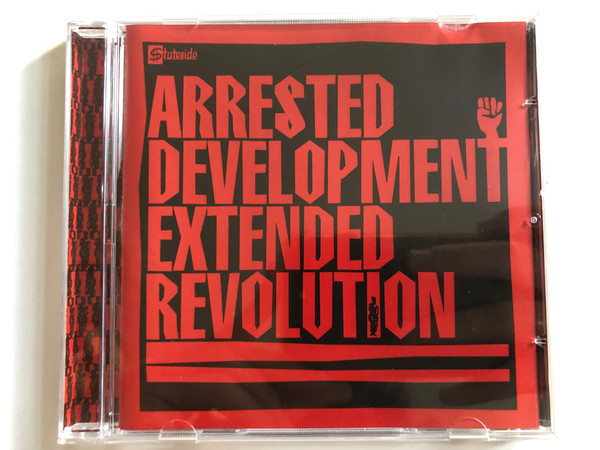 Stateside
ARRESTED
DEVELOPMENT
EXTENDED
REVOLUTION